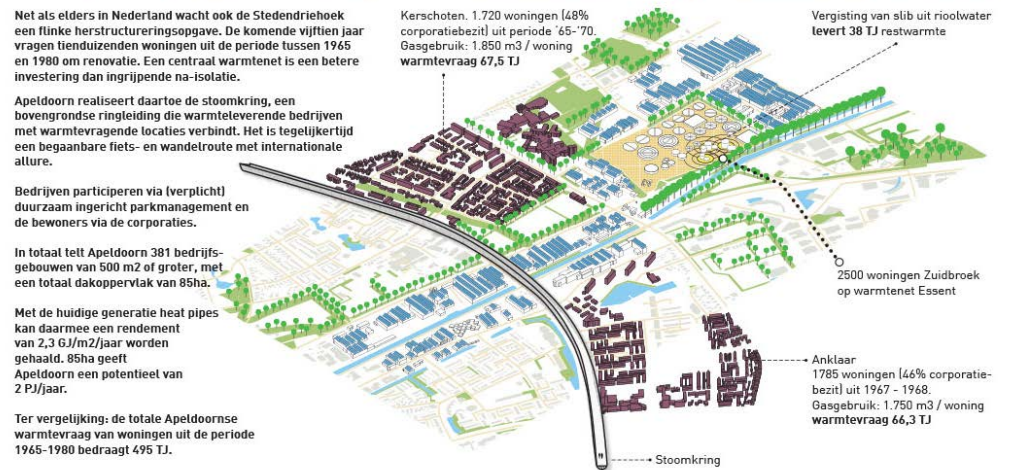 Net als elders in Nederland wacht ook de Stedendriehoek
een flinke herstructureringsopgave. De komende vijftien jaar
vragen tienduizenden woningen uit de periode tussen 1965
en 1980 om renovatie. Een centraal warmtenet is een betere
investering dan ingrijpende na-isolatie.
Apeldoorn realiseert daartoe de stoomkring, een
bovengrondse ringleiding die warmteleverende bedrijven
met warmtevragende locaties verbindt. Het is tegelijkertijd
een begaanbare fiets- en wandelroute met internationale
allure.
Bedrijven participeren via (verplicht)
duurzaam ingericht parkmanagement en
de bewoners via de corporaties.
In totaal telt Apeldoorn 381 bedrijfs-
gebouwen van 500 m2 of groter, met
een totaal dakoppervlak van 85ha.
Met de huidige generatie heat pipes
kan daarmee een rendement
van 2,3 GJ/m2/jaar worden
gehaald. 85ha geeft
Apeldoorn een potentieel van
2 PJ/jaar.
Ter vergelijking: de totale Apeldoornse
warmtevraag van woningen uit de periode
1965-1980 bedraagt 495 TJ.
Kerschoten. 1.720 woningen (48%
corporatiebezit) uit periode '65-'70.
Gasgebruik: 1.850 m3 / woning
warmtevraag 67,5 TJ
Vergisting van slib uit rioolwater
levert 38 TJ restwarmte
2500 woningen Zuidbroek
op warmtenet Essent
Anklaar
1785 woningen (46% corporatie-
bezit) uit 1967 - 1968.
Gasgebruik: 1.750 m3 / woning
warmtevraag 66,3 TJ
Stoomkring